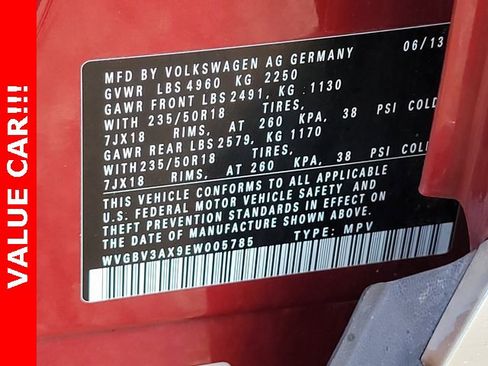 VALUE CAR!!!
MFD BY VOLKSWAGEN AG GERMANY 06/13
GVWR LBS 4960 KG 2250
GAWR FRONT LBS 2491, KG 1130
WITH 235/50R18 TIRES,
7JX18 RIMS, AT 260 KPA, 38 PSI COLD
GAWR REAR LBS 2579, KG 1170
WITH 235/50R18 TIRES,
7JX18 RIMS, AT 260 KPA, 38 PSI COLD
THIS VEHICLE CONFORMS TO ALL APPLICABLE
U.S. FEDERAL MOTOR VEHICLE SAFETY AND
THEFT PREVENTION STANDARDS IN EFFECT ON
DATE OF MANUFACTURE SHOWN ABOVE.
WVGBV3AX9EW005785 TYPE: MPV